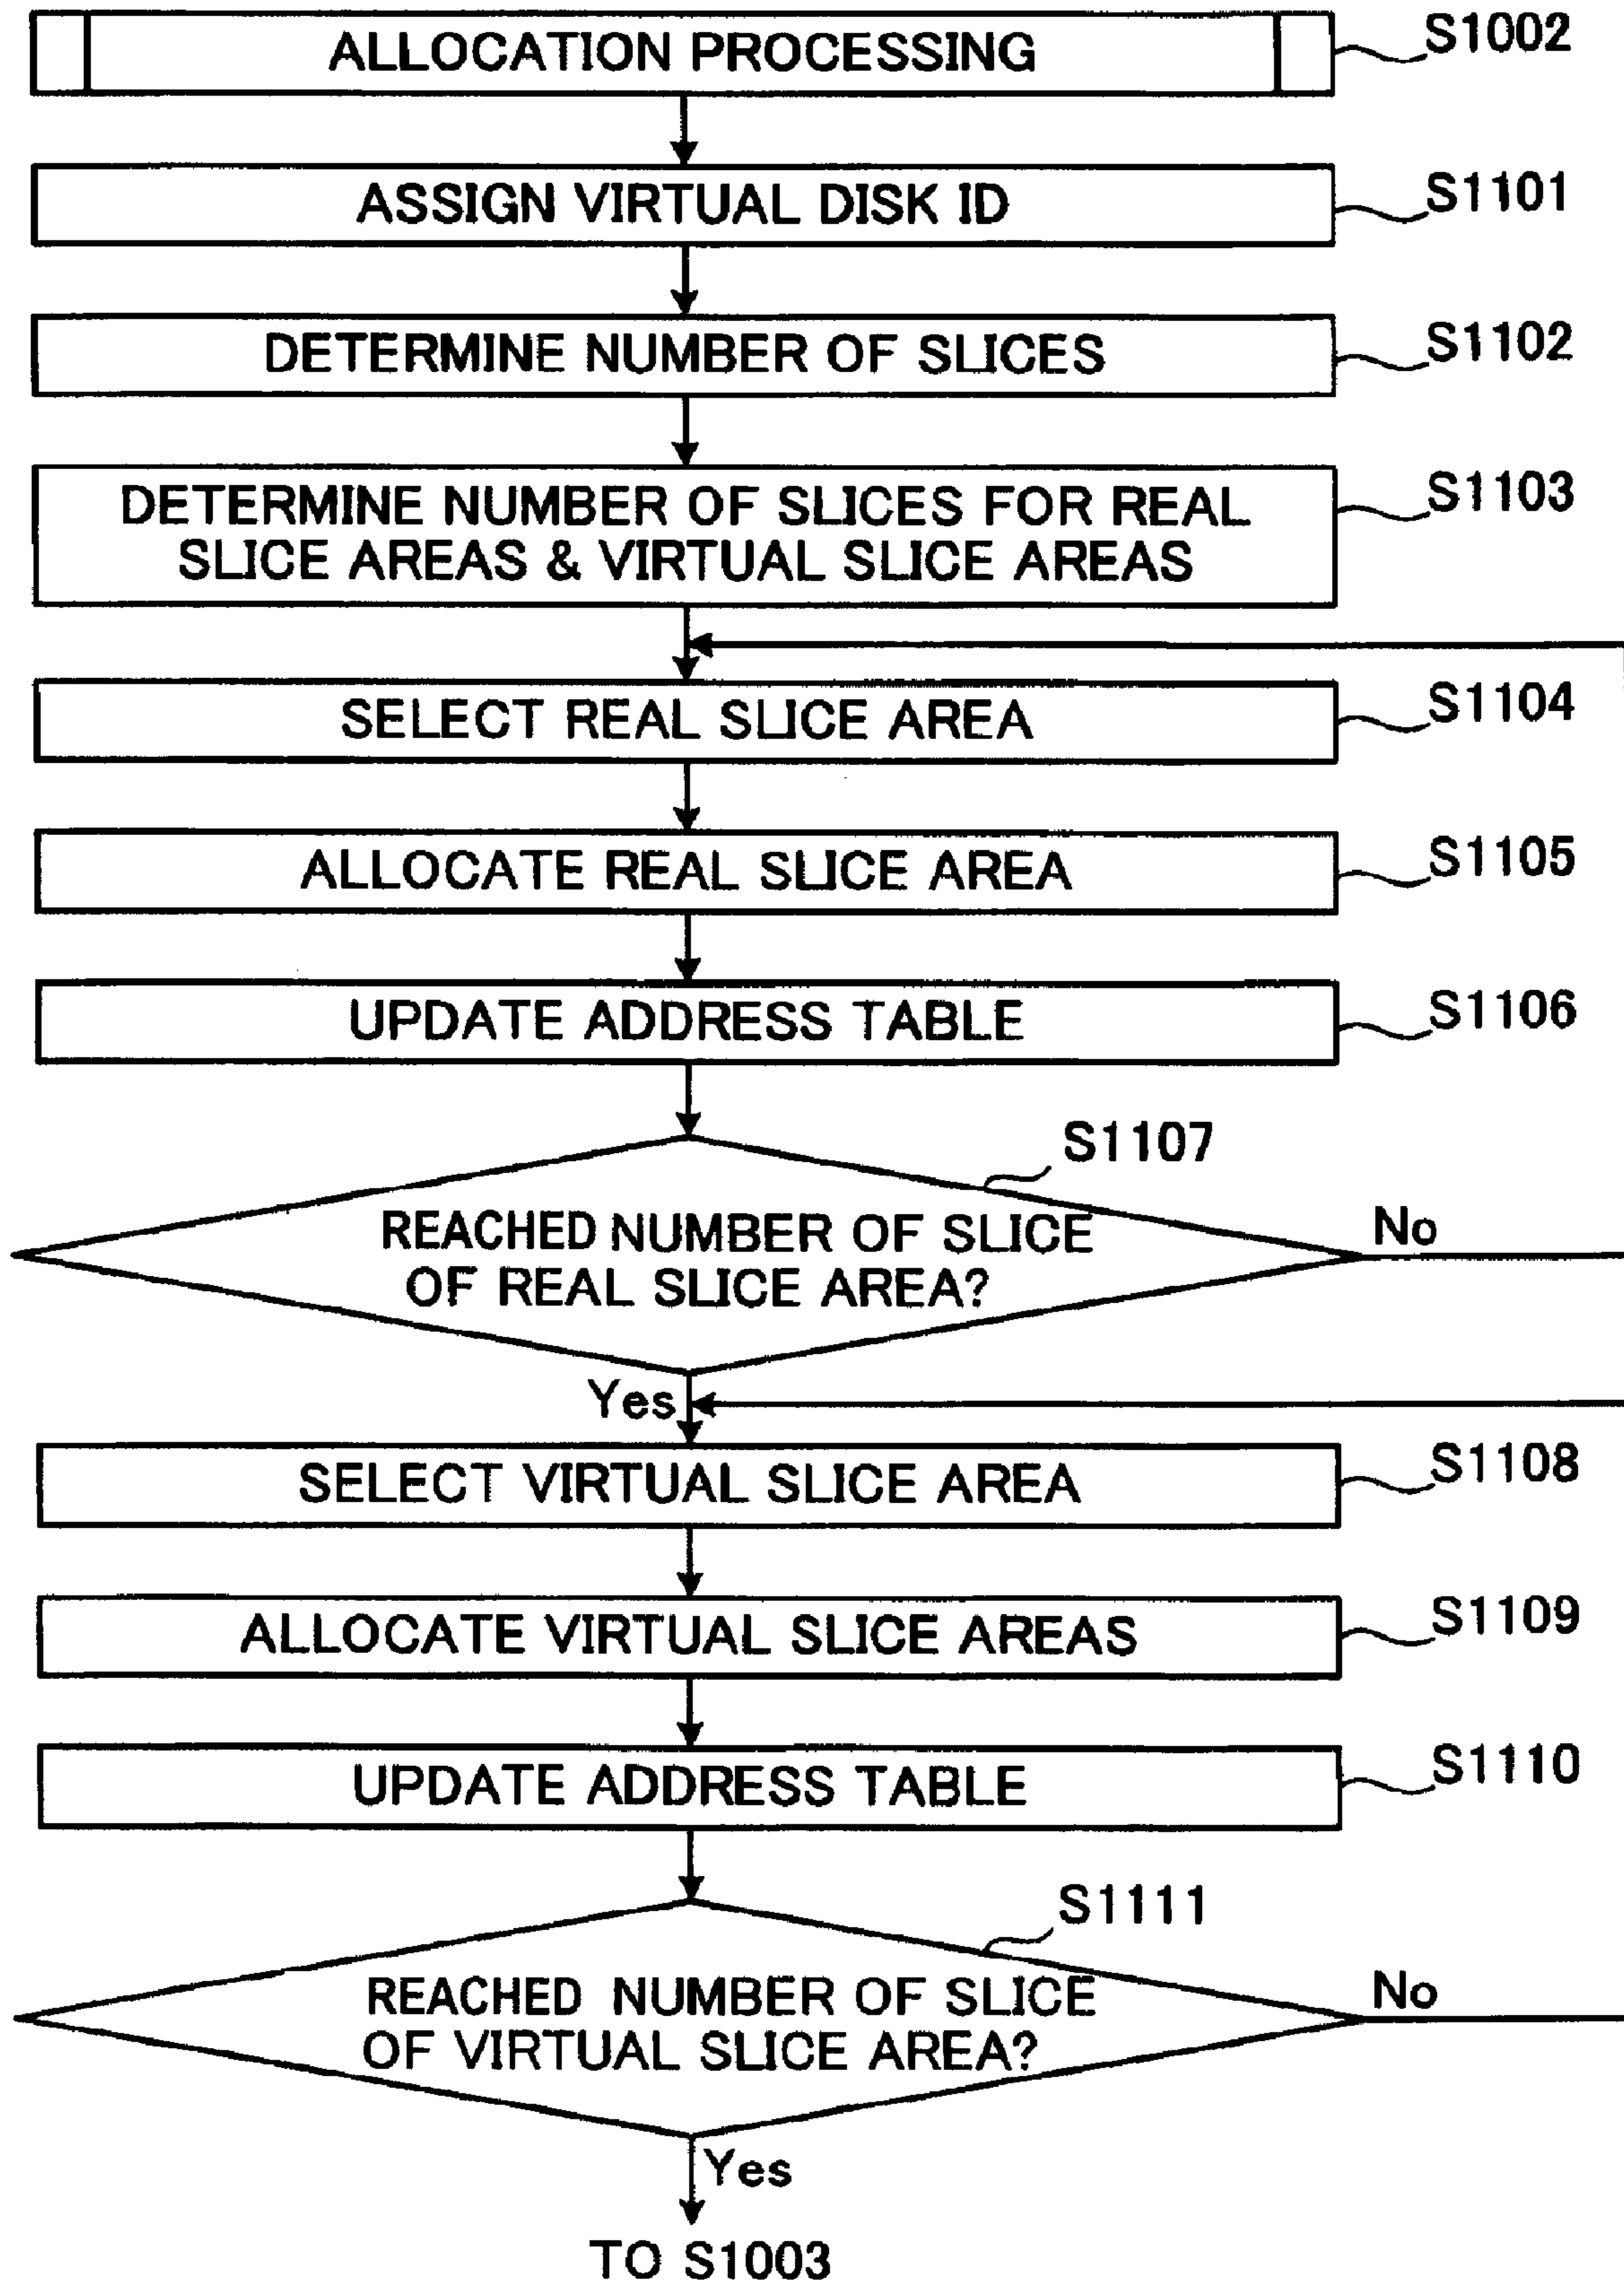 ALLOCATION PROCESSING
S1002
ASSIGN VIRTUAL DISK ID
S1101
DETERMINE NUMBER OF SLICES
S1102
DETERMINE NUMBER OF SLICES FOR REAL
SLICE AREAS & VIRTUAL SLICE AREAS
S1103
SELECT REAL SLICE AREA
S1104
ALLOCATE REAL SLICE AREA
S1105
UPDATE ADDRESS TABLE
S1106
S1107
REACHED NUMBER OF SLICE
OF REAL SLICE AREA?
No
Yes
SELECT VIRTUAL SLICE AREA
S1108
ALLOCATE VIRTUAL SLICE AREAS
S1109
UPDATE ADDRESS TABLE
S1110
S1111
REACHED NUMBER OF SLICE
OF VIRTUAL SLICE AREA?
No
Yes
TO S1003